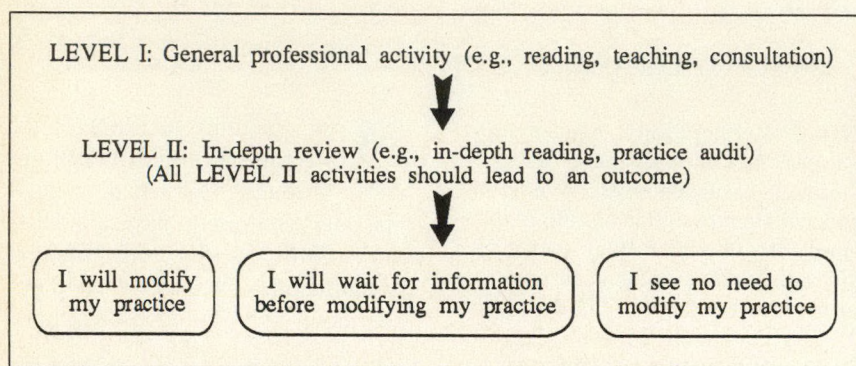 LEVEL I: General professional activity (e.g., reading, teaching, consultation)
LEVEL II: In-depth review (e.g., in-depth reading, practice audit)
(All LEVEL II activities should lead to an outcome)
I will modify
my practice
I will wait for information
before modifying my practice
I see no need to
modify my practice